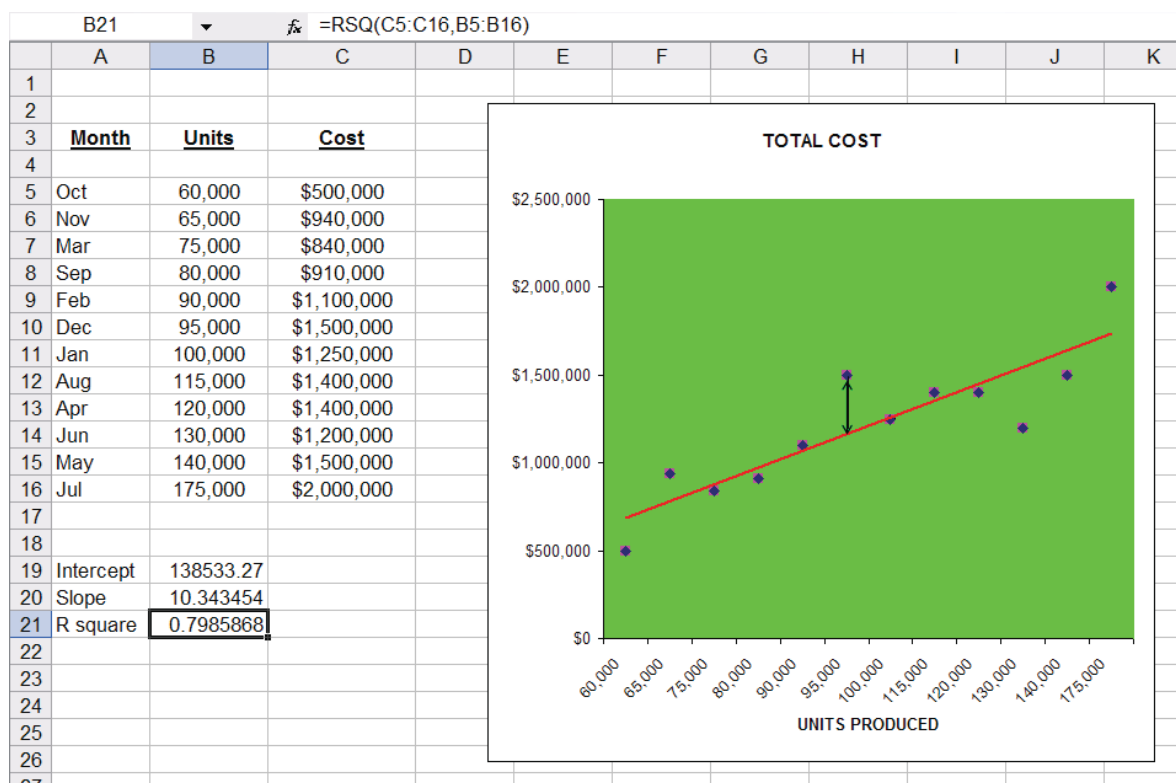 B21 fx =RSQ(C5:C16,B5:B16)
A B C D E F G H I J K
1
2
3 Month Units Cost
4
5 Oct 60,000 $500,000
6 Nov 65,000 $940,000
7 Mar 75,000 $840,000
8 Sep 80,000 $910,000
9 Feb 90,000 $1,100,000
10 Dec 95,000 $1,500,000
11 Jan 100,000 $1,250,000
12 Aug 115,000 $1,400,000
13 Apr 120,000 $1,400,000
14 Jun 130,000 $1,200,000
15 May 140,000 $1,500,000
16 Jul 175,000 $2,000,000
17
18
19 Intercept 138533.27
20 Slope 10.343454
21 R square 0.7985868
22
23
24
25
26
27
TOTAL COST
$2,500,000
$2,000,000
$1,500,000
$1,000,000
$500,000
$0
60,000 65,000 75,000 80,000 90,000 95,000 100,000 115,000 120,000 130,000 140,000 175,000
UNITS PRODUCED